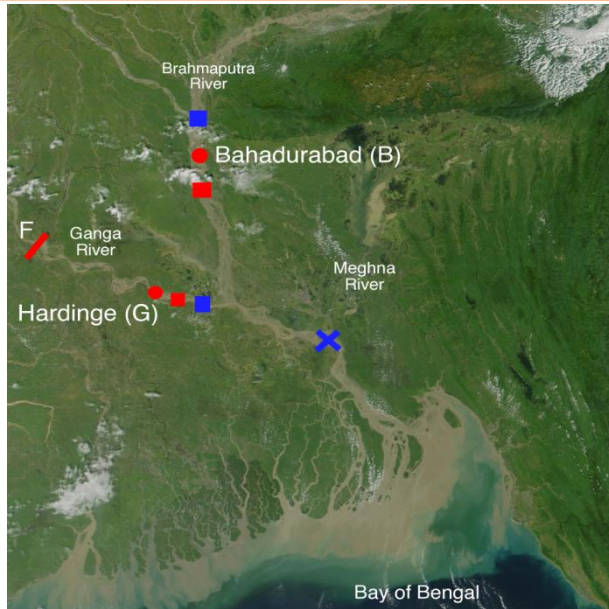 Brahmaputra
River
Bahadurabad (B)
F
Ganga
River
Meghna
River
Hardinge (G)
Bay of Bengal